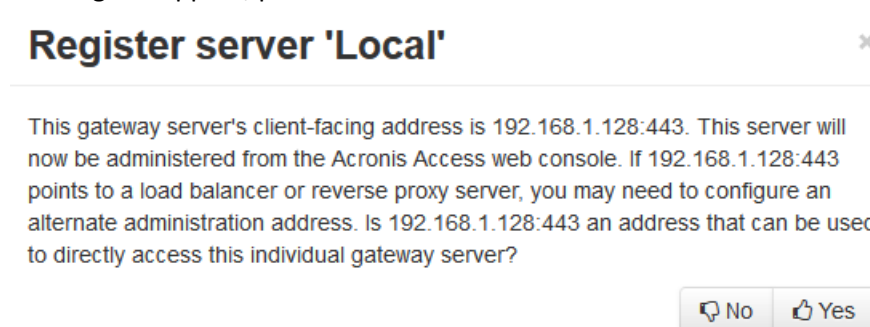 Register server 'Local'
This gateway server's client-facing address is 192.168.1.128:443. This server will
now be administered from the Acronis Access web console. If 192.168.1.128:443
points to a load balancer or reverse proxy server, you may need to configure an
alternate administration address. Is 192.168.1.128:443 an address that can be used
to directly access this individual gateway server?
No Yes